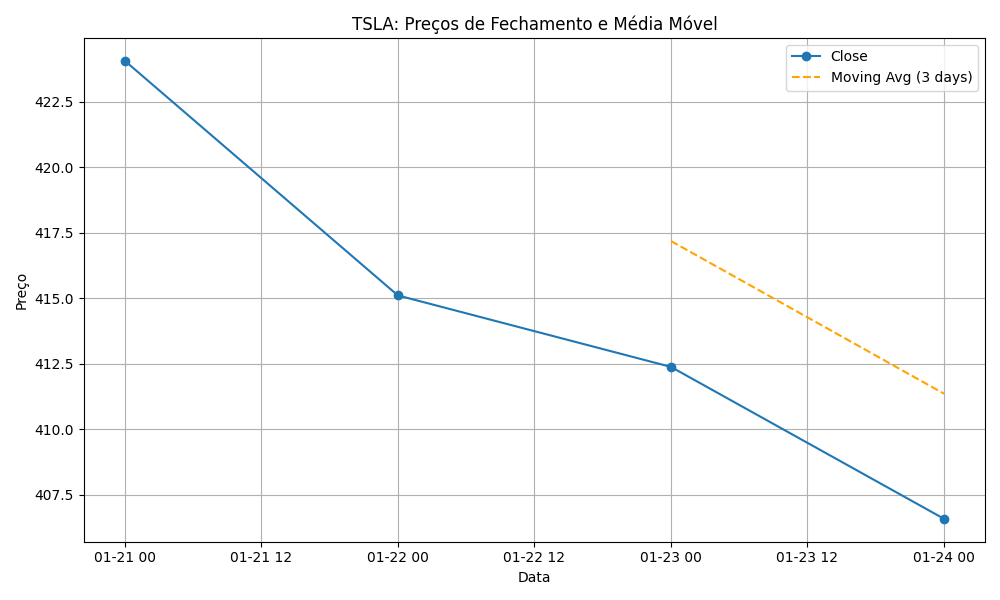 TSLA: Preços de Fechamento e Média Móvel
Close
Moving Avg (3 days)
Preço
422.5
420.0
417.5
415.0
412.5
410.0
407.5
01-21 00
01-21 12
01-22 00
01-22 12
01-23 00
01-23 12
01-24 00
Data